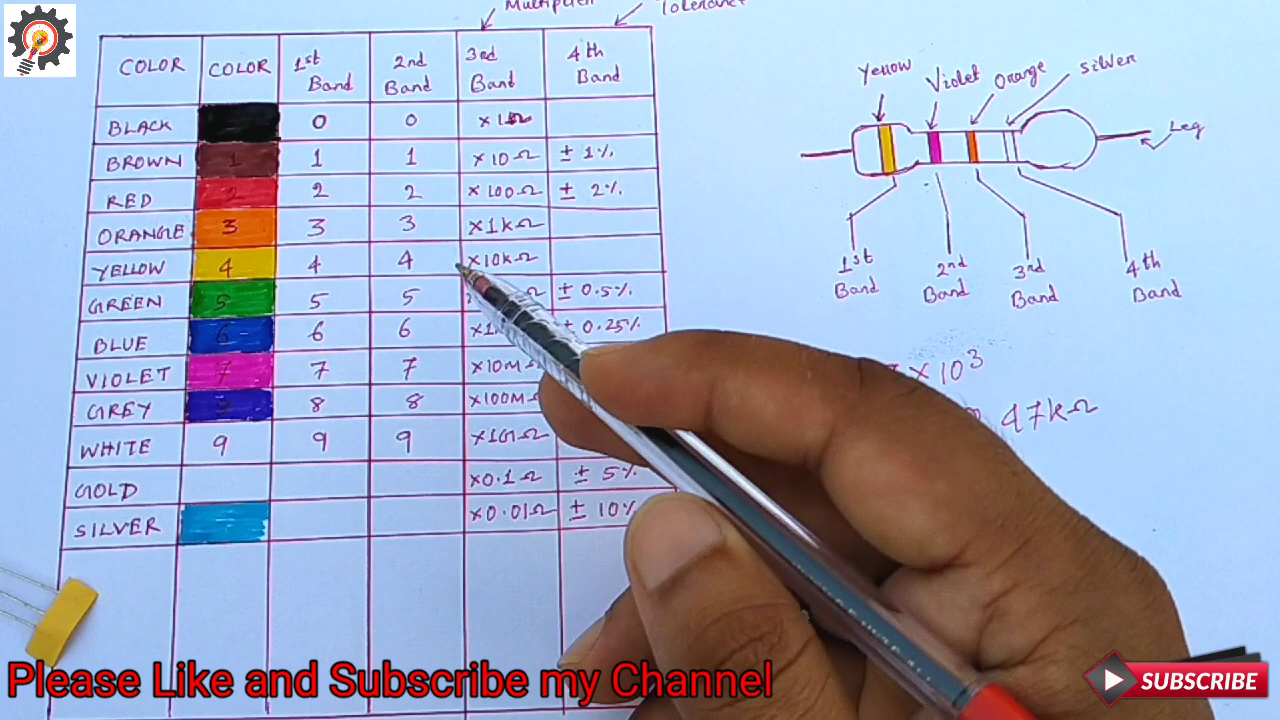 Multiplier Tolerance
COLOR COLOR 1st Band 2nd Band 3rd Band 4th Band
BLACK 0 0 ×1Ω
BROWN 1 1 1 ×10Ω ± 1%
RED 2 2 2 ×100Ω ± 2%
ORANGE 3 3 3 ×1kΩ
YELLOW 4 4 4 ×10kΩ
GREEN 5 5 5 Ω ± 0.5%
BLUE 6 6 6 ×1 ± 0.25%
VIOLET 7 7 7 ×10MΩ
GREY 8 8 ×100M
WHITE 9 9 9 ×1GΩ
GOLD ×0.1Ω ± 5%
SILVER ×0.01Ω ± 10%
Yellow Violet Orange silver
Leg
1st Band 2nd Band 3rd Band 4th Band
× 10³
47kΩ
Please Like and Subscribe my Channel
SUBSCRIBE